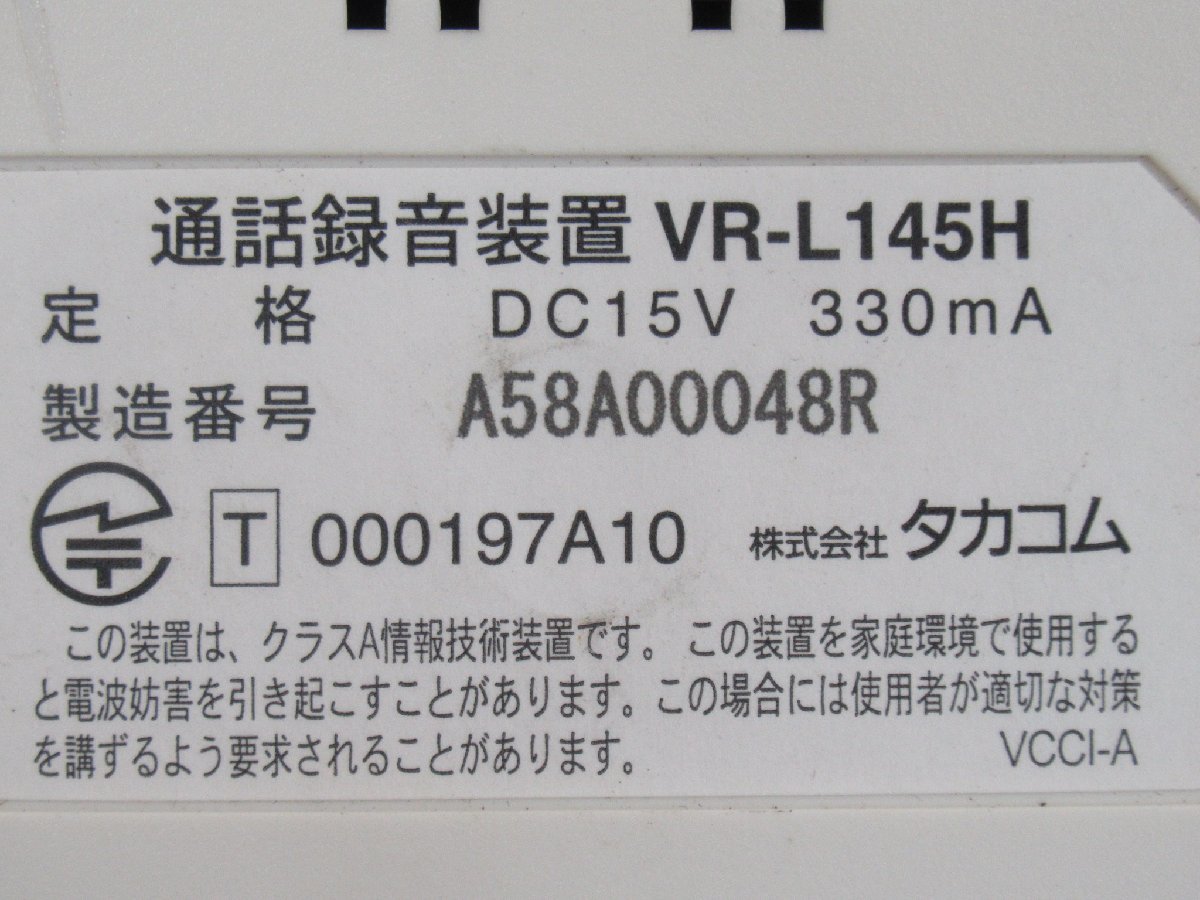 通話録音装置 VR-L145H
定 格 DC15V 330mA
製造番号 A58A00048R
T 000197A10 株式会社 タカコム
この装置は、クラスA情報技術装置です。この装置を家庭環境で使用する
と電波妨害を引き起こすことがあります。この場合には使用者が適切な対策
を講ずるよう要求されることがあります。 VCCI-A